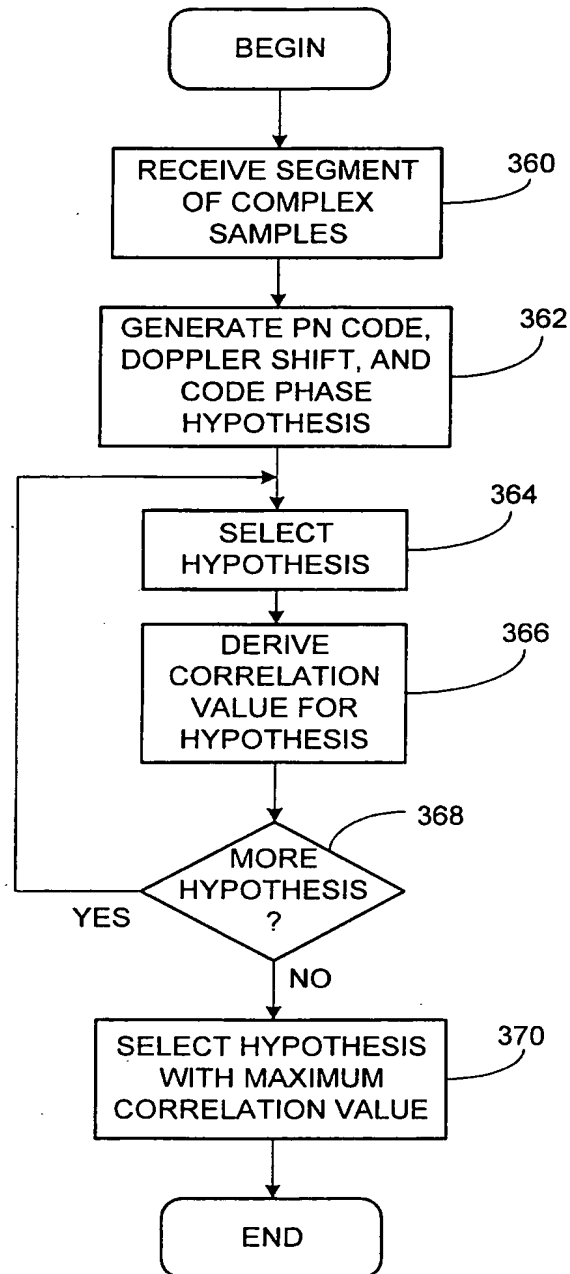 BEGIN
RECEIVE SEGMENT
OF COMPLEX
SAMPLES
360
GENERATE PN CODE,
DOPPLER SHIFT, AND
CODE PHASE
HYPOTHESIS
362
SELECT
HYPOTHESIS
364
DERIVE
CORRELATION
VALUE FOR
HYPOTHESIS
366
MORE
HYPOTHESIS
?
368
YES
NO
SELECT HYPOTHESIS
WITH MAXIMUM
CORRELATION VALUE
370
END